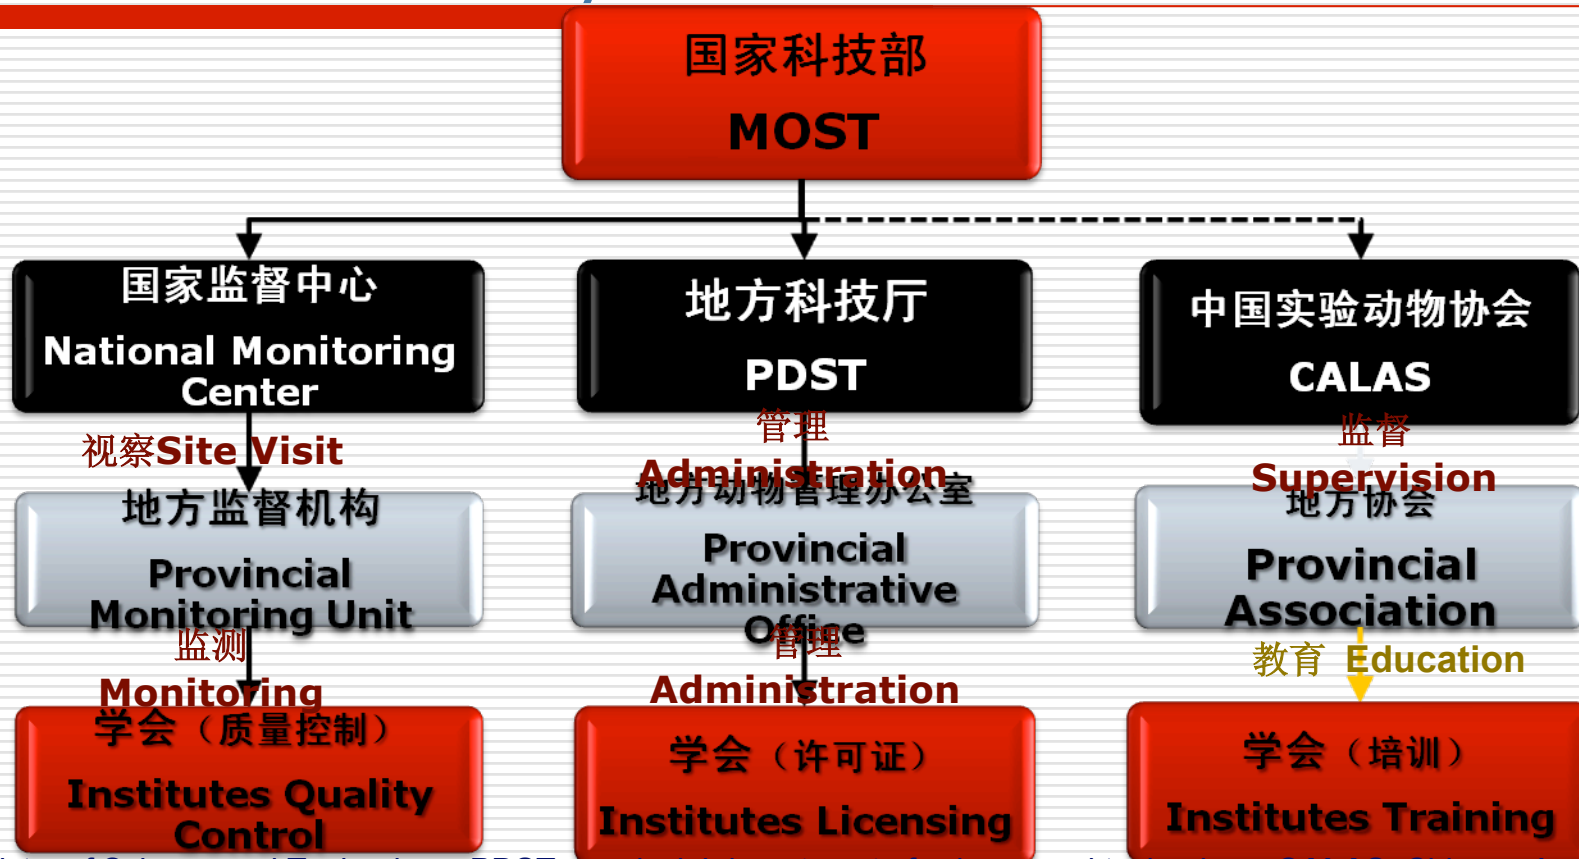 国家科技部
MOST
国家监督中心
National Monitoring
Center
地方科技厅
PDST
中国实验动物协会
CALAS
视察Site Visit
管理
Administration
监督
Supervision
地方监督机构
Provincial
Monitoring Unit
地方动物管理办公室
Provincial
Administrative
Office
地方协会
Provincial
Association
监测
Monitoring
管理
Administration
教育 Education
学会（质量控制）
Institutes Quality
Control
学会（许可证）
Institutes Licensing
学会（培训）
Institutes Training